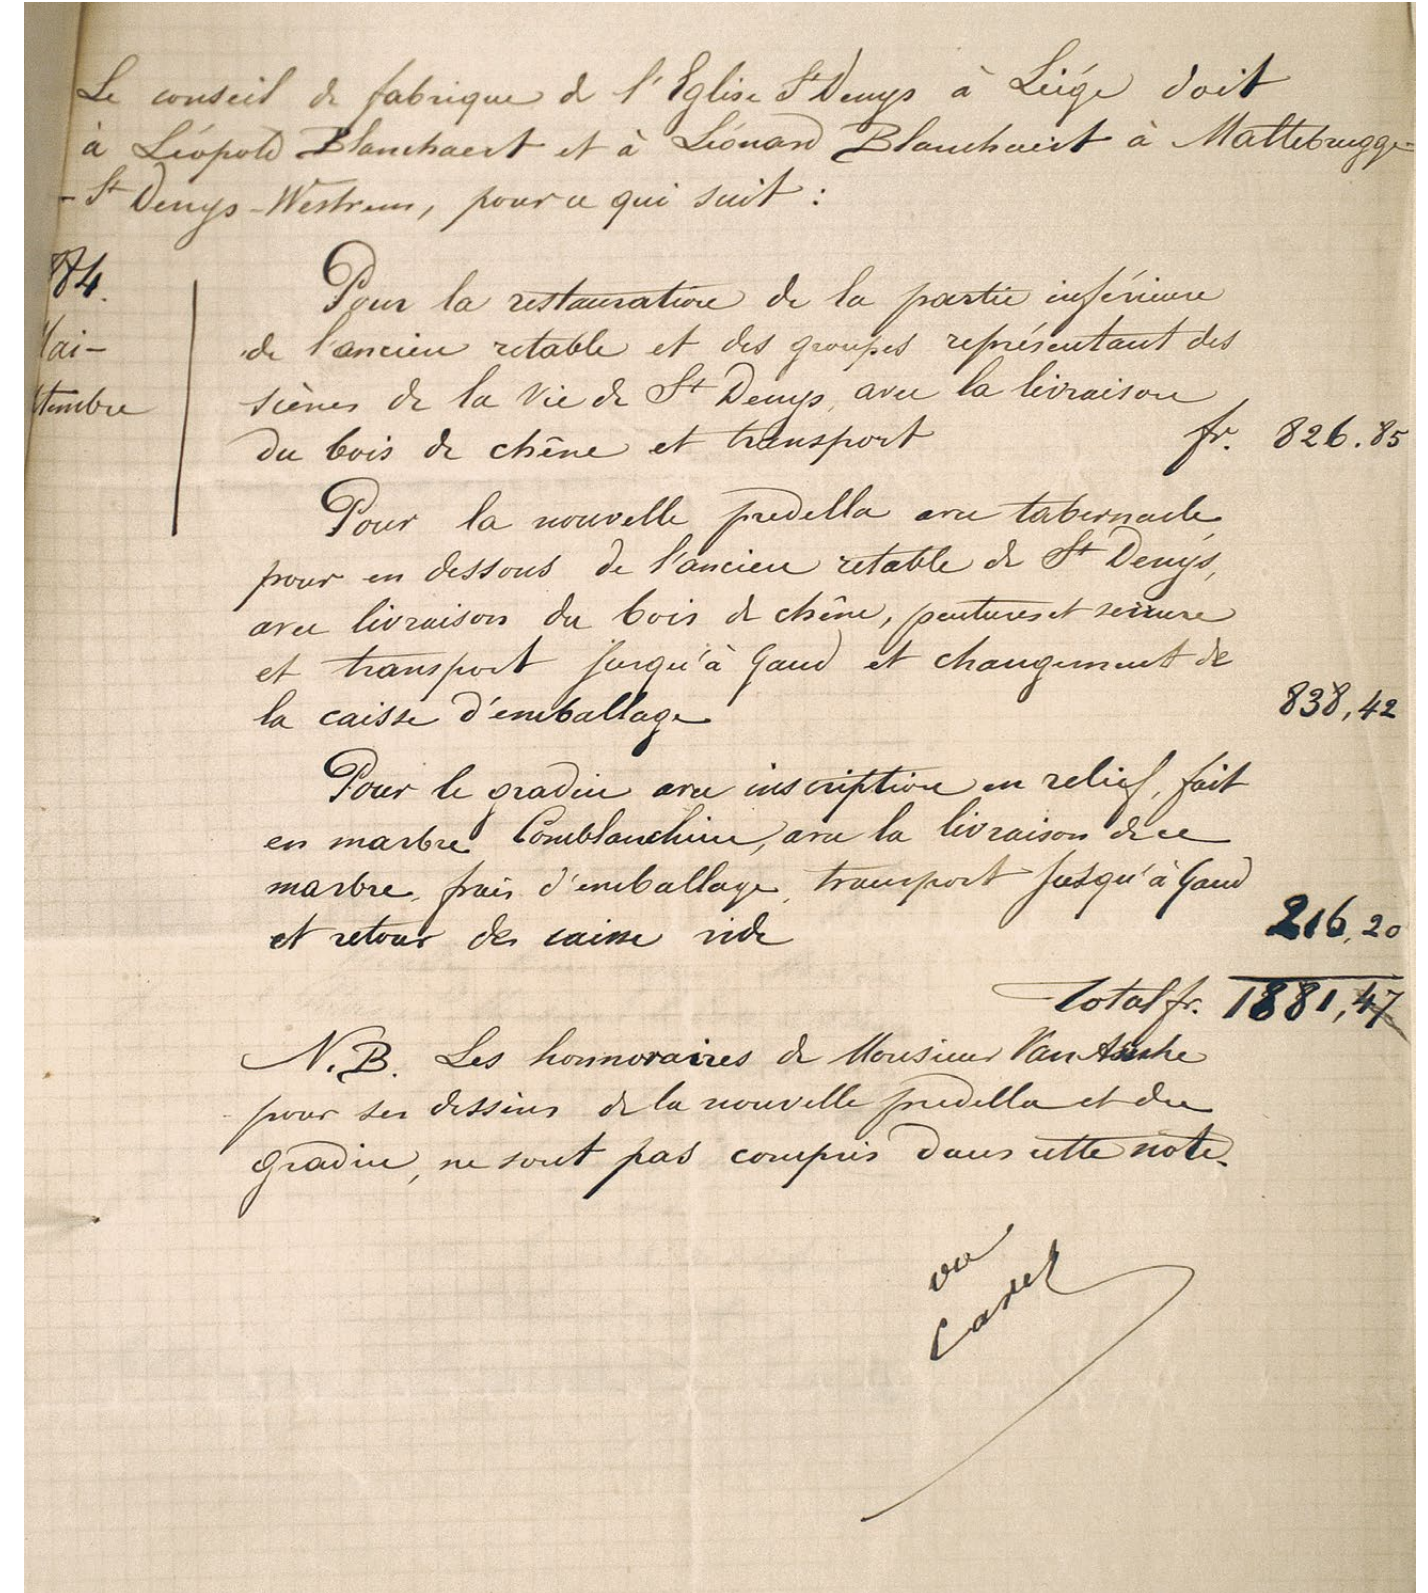 Le conseil de fabrique de l'Eglise St Denys à Liége doit
à Léopold Blanchaert et à Léonard Blanchaert à Maltebrugge-
- St Denys-Westrem, pour ce qui suit :
84.
Mai-
tembre
Pour la restauration de la partie inférieure
de l'ancien retable et des groupes représentant des
scènes de la vie de St Denys, avec la livraison
du bois de chêne et transport fr. 826.85
Pour la nouvelle predella avec tabernacle,
pour en dessous de l'ancien retable de St Denys,
avec livraison du bois de chêne, pentures et serrure
et transport jusqu'à Gand et changement de
la caisse d'emballage 838,42
Pour le gradin avec inscription en relief, fait
en marbre Comblanchien, avec la livraison de ce
marbre, frais d'emballage, transport jusqu'à Gand
et retour des caisse vide 216,20
Total fr. 1881,47
N.B. Les honnoraires de Monsieur Van Assche
pour ses dessins de la nouvelle predella et du
gradin, ne sont pas compris dans cette note.
vu